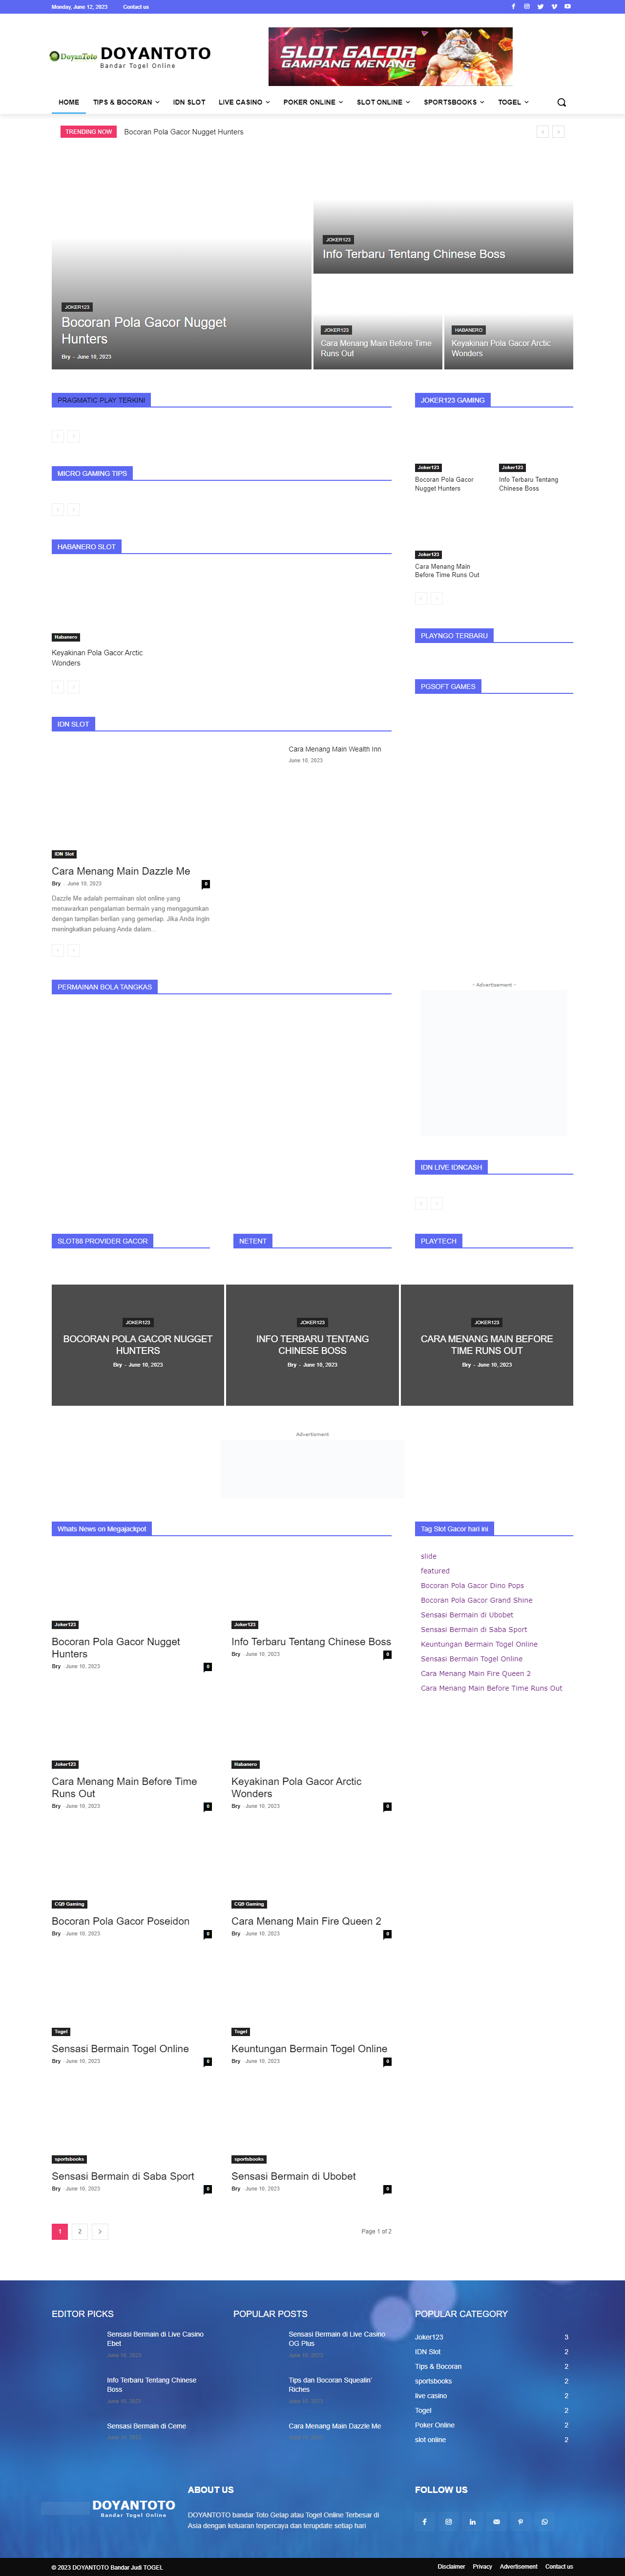 Monday, June 12, 2023
Contact us
DoyanToto
DOYANTOTO
Bandar Togel Online
SLOT GACOR
GAMPANG MENANG
HOME
TIPS & BOCORAN
IDN SLOT
LIVE CASINO
POKER ONLINE
SLOT ONLINE
SPORTSBOOKS
TOGEL
TRENDING NOW
Bocoran Pola Gacor Nugget Hunters
JOKER123
Bocoran Pola Gacor Nugget
Hunters
Bry - June 10, 2023
JOKER123
Info Terbaru Tentang Chinese Boss
JOKER123
Cara Menang Main Before Time
Runs Out
HABANERO
Keyakinan Pola Gacor Arctic
Wonders
PRAGMATIC PLAY TERKINI
MICRO GAMING TIPS
HABANERO SLOT
Habanero
Keyakinan Pola Gacor Arctic
Wonders
IDN SLOT
IDN Slot
Cara Menang Main Dazzle Me
Bry - June 10, 2023
0
Dazzle Me adalah permainan slot online yang
menawarkan pengalaman bermain yang mengagumkan
dengan tampilan berlian yang gemerlap. Jika Anda ingin
meningkatkan peluang Anda dalam...
Cara Menang Main Wealth Inn
June 10, 2023
PERMAINAN BOLA TANGKAS
JOKER123 GAMING
Joker123
Bocoran Pola Gacor
Nugget Hunters
Joker123
Info Terbaru Tentang
Chinese Boss
Joker123
Cara Menang Main
Before Time Runs Out
PLAYNGO TERBARU
PGSOFT GAMES
- Advertisement -
IDN LIVE IDNCASH
SLOT88 PROVIDER GACOR
NETENT
PLAYTECH
JOKER123
BOCORAN POLA GACOR NUGGET
HUNTERS
Bry - June 10, 2023
JOKER123
INFO TERBARU TENTANG
CHINESE BOSS
Bry - June 10, 2023
JOKER123
CARA MENANG MAIN BEFORE
TIME RUNS OUT
Bry - June 10, 2023
Advertisment
Whats News on Megajackpot
Joker123
Bocoran Pola Gacor Nugget
Hunters
Bry - June 10, 2023
0
Joker123
Info Terbaru Tentang Chinese Boss
Bry - June 10, 2023
0
Joker123
Cara Menang Main Before Time
Runs Out
Bry - June 10, 2023
0
Habanero
Keyakinan Pola Gacor Arctic
Wonders
Bry - June 10, 2023
0
CQ9 Gaming
Bocoran Pola Gacor Poseidon
Bry - June 10, 2023
0
CQ9 Gaming
Cara Menang Main Fire Queen 2
Bry - June 10, 2023
0
Togel
Sensasi Bermain Togel Online
Bry - June 10, 2023
0
Togel
Keuntungan Bermain Togel Online
Bry - June 10, 2023
0
sportsbooks
Sensasi Bermain di Saba Sport
Bry - June 10, 2023
0
sportsbooks
Sensasi Bermain di Ubobet
Bry - June 10, 2023
0
1
2
Page 1 of 2
Tag Slot Gacor hari ini
slide
featured
Bocoran Pola Gacor Dino Pops
Bocoran Pola Gacor Grand Shine
Sensasi Bermain di Ubobet
Sensasi Bermain di Saba Sport
Keuntungan Bermain Togel Online
Sensasi Bermain Togel Online
Cara Menang Main Fire Queen 2
Cara Menang Main Before Time Runs Out
EDITOR PICKS
Sensasi Bermain di Live Casino
Ebet
June 10, 2023
Info Terbaru Tentang Chinese
Boss
June 10, 2023
Sensasi Bermain di Ceme
June 10, 2023
POPULAR POSTS
Sensasi Bermain di Live Casino
OG Plus
June 10, 2023
Tips dan Bocoran Squealin'
Riches
June 10, 2023
Cara Menang Main Dazzle Me
June 10, 2023
POPULAR CATEGORY
Joker123 3
IDN Slot 2
Tips & Bocoran 2
sportsbooks 2
live casino 2
Togel 2
Poker Online 2
slot online 2
DOYANTOTO
Bandar Togel Online
ABOUT US
DOYANTOTO bandar Toto Gelap atau Togel Online Terbesar di
Asia dengan keluaran terpercaya dan terupdate setiap hari
FOLLOW US
© 2023 DOYANTOTO Bandar Judi TOGEL
Disclaimer
Privacy
Advertisement
Contact us